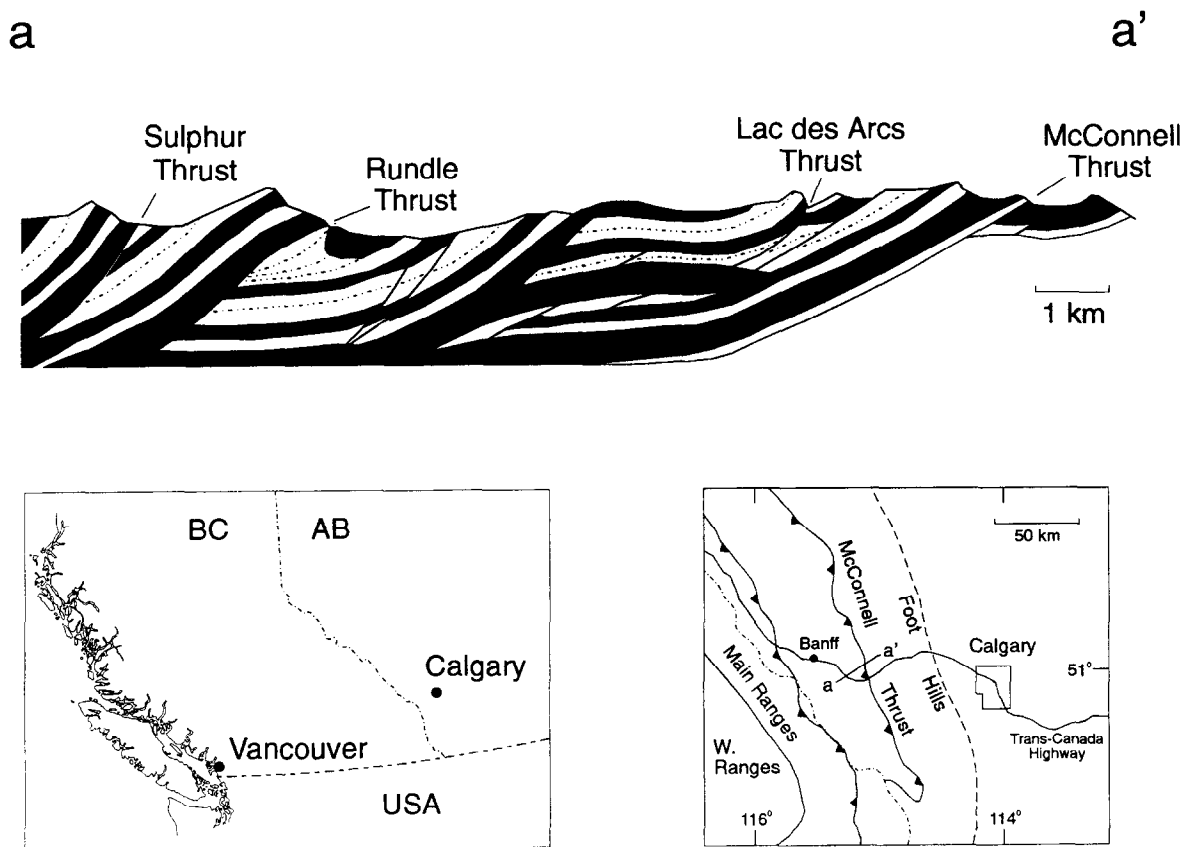 a
a'
Sulphur
Thrust
Rundle
Thrust
Lac des Arcs
Thrust
McConnell
Thrust
1 km
BC
AB
Calgary
Vancouver
USA
50 km
McConnell
Thrust
Foot
Hills
Banff
a'
a
Calgary
51°
Main Ranges
W.
Ranges
Trans-Canada
Highway
116°
114°